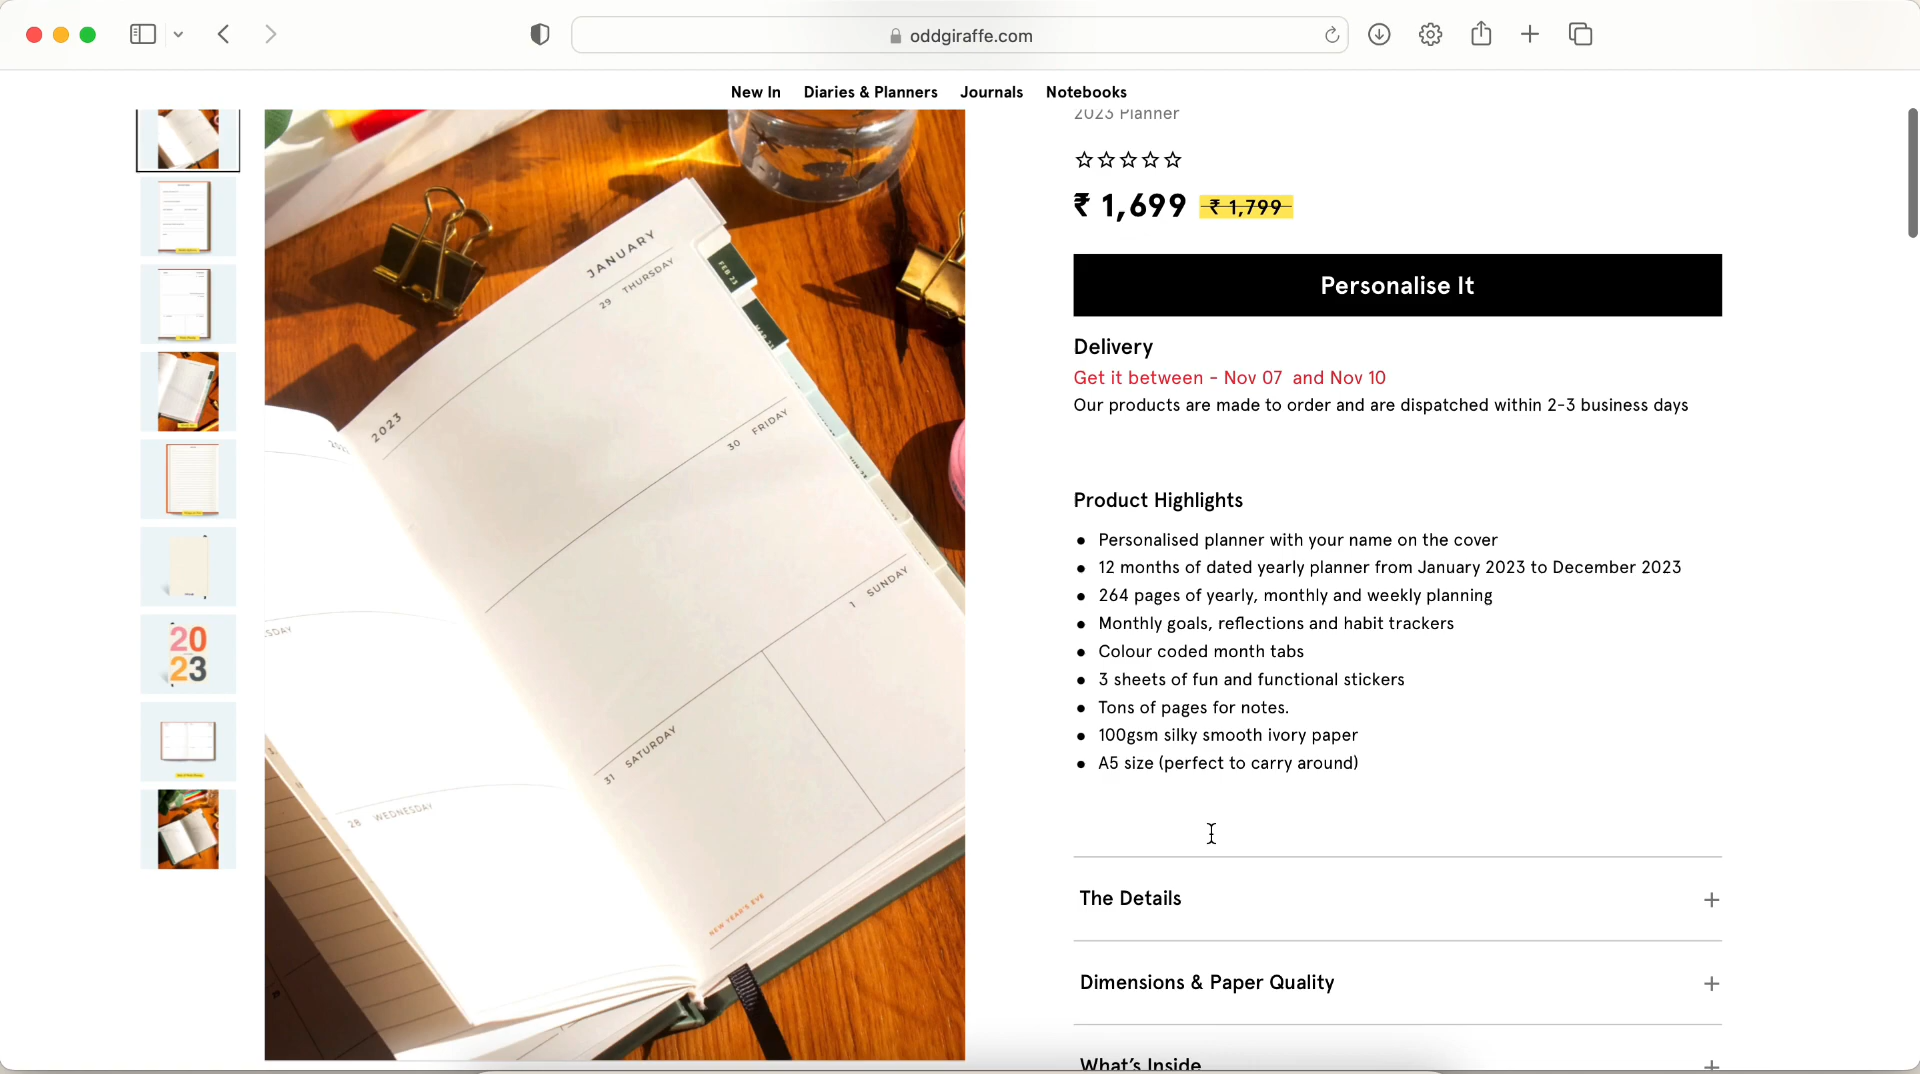 oddgiraffe.com
New In Diaries & Planners Journals Notebooks
2023 Planner
₹ 1,699 ₹ 1,799
Personalise It
Delivery
Get it between - Nov 07 and Nov 10
Our products are made to order and are dispatched within 2-3 business days
Product Highlights
Personalised planner with your name on the cover
12 months of dated yearly planner from January 2023 to December 2023
264 pages of yearly, monthly and weekly planning
Monthly goals, reflections and habit trackers
Colour coded month tabs
3 sheets of fun and functional stickers
Tons of pages for notes.
100gsm silky smooth ivory paper
A5 size (perfect to carry around)
The Details
Dimensions & Paper Quality
What's Inside
JANUARY
2023
29 THURSDAY
FEB 23
30 FRIDAY
1 SUNDAY
31 SATURDAY
28 WEDNESDAY
NEW YEAR'S EVE
20
23